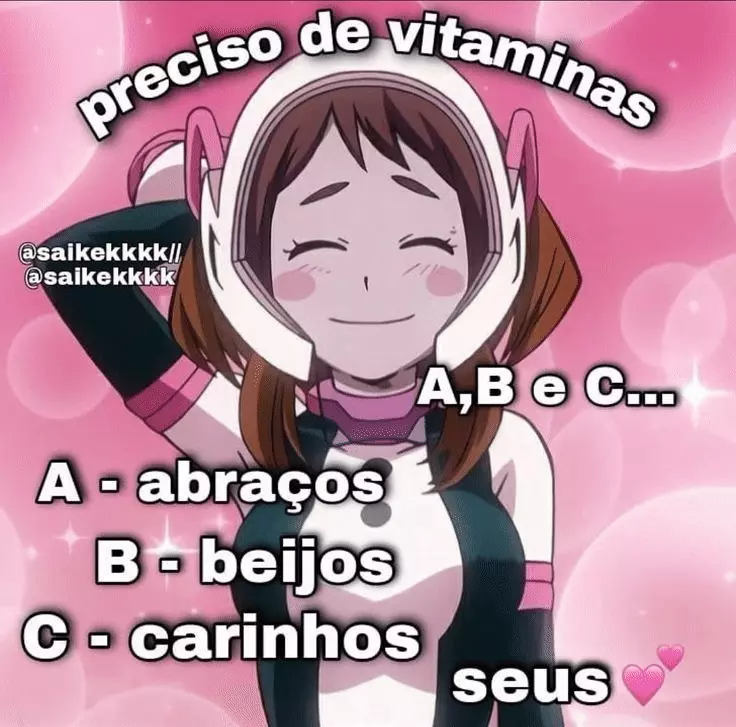 preciso de vitaminas
@saikekkkk//
@saikekkkk
A,B e C...
A - abraços
B - beijos
C - carinhos
seus 💕